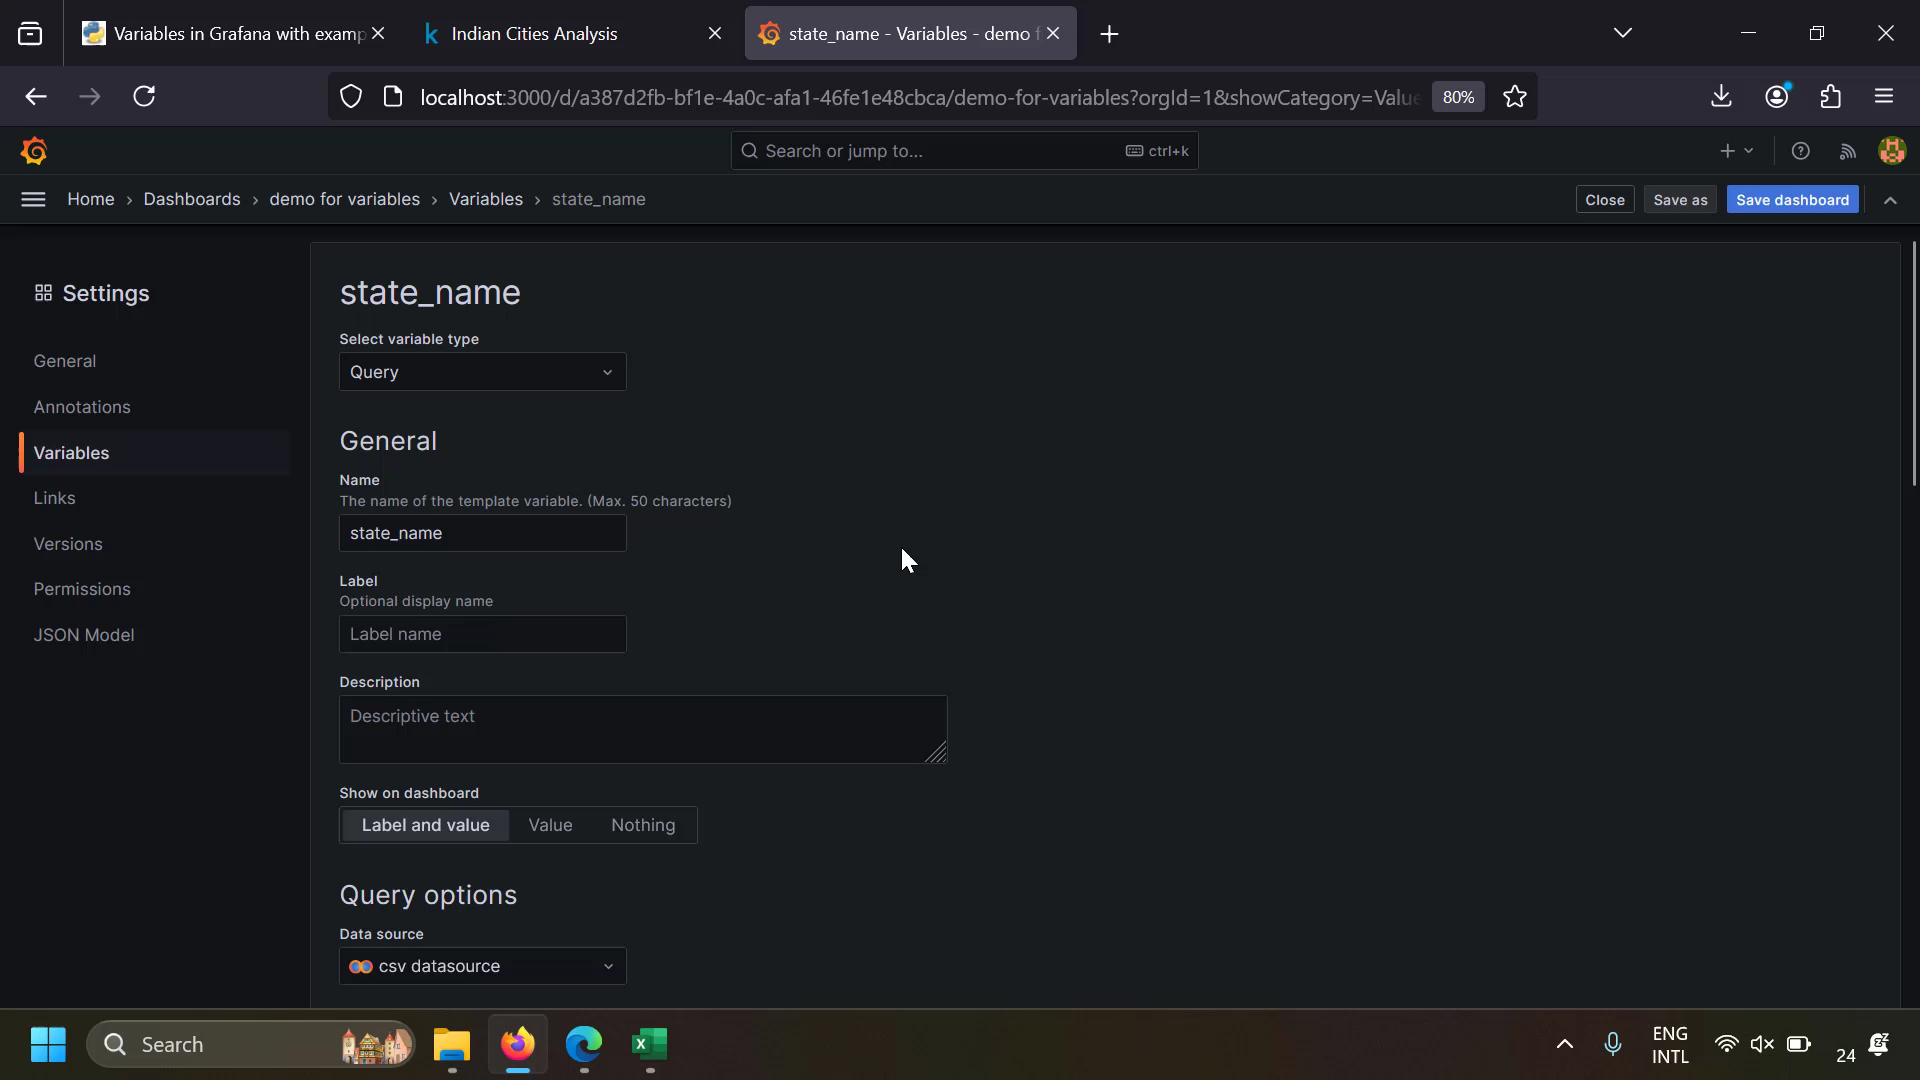 Variables in Grafana with examp
Indian Cities Analysis
state_name - Variables - demo f
localhost:3000/d/a387d2fb-bf1e-4a0c-afa1-46fe1e48cbca/demo-for-variables?orgId=1&showCategory=Value
80%
Search or jump to...
ctrl+k
Home › Dashboards › demo for variables › Variables › state_name
Close
Save as
Save dashboard
Settings
General
Annotations
Variables
Links
Versions
Permissions
JSON Model
state_name
Select variable type
Query
General
Name
The name of the template variable. (Max. 50 characters)
state_name
Label
Optional display name
Label name
Description
Descriptive text
Show on dashboard
Label and value
Value
Nothing
Query options
Data source
csv datasource
Search
ENG
INTL
24